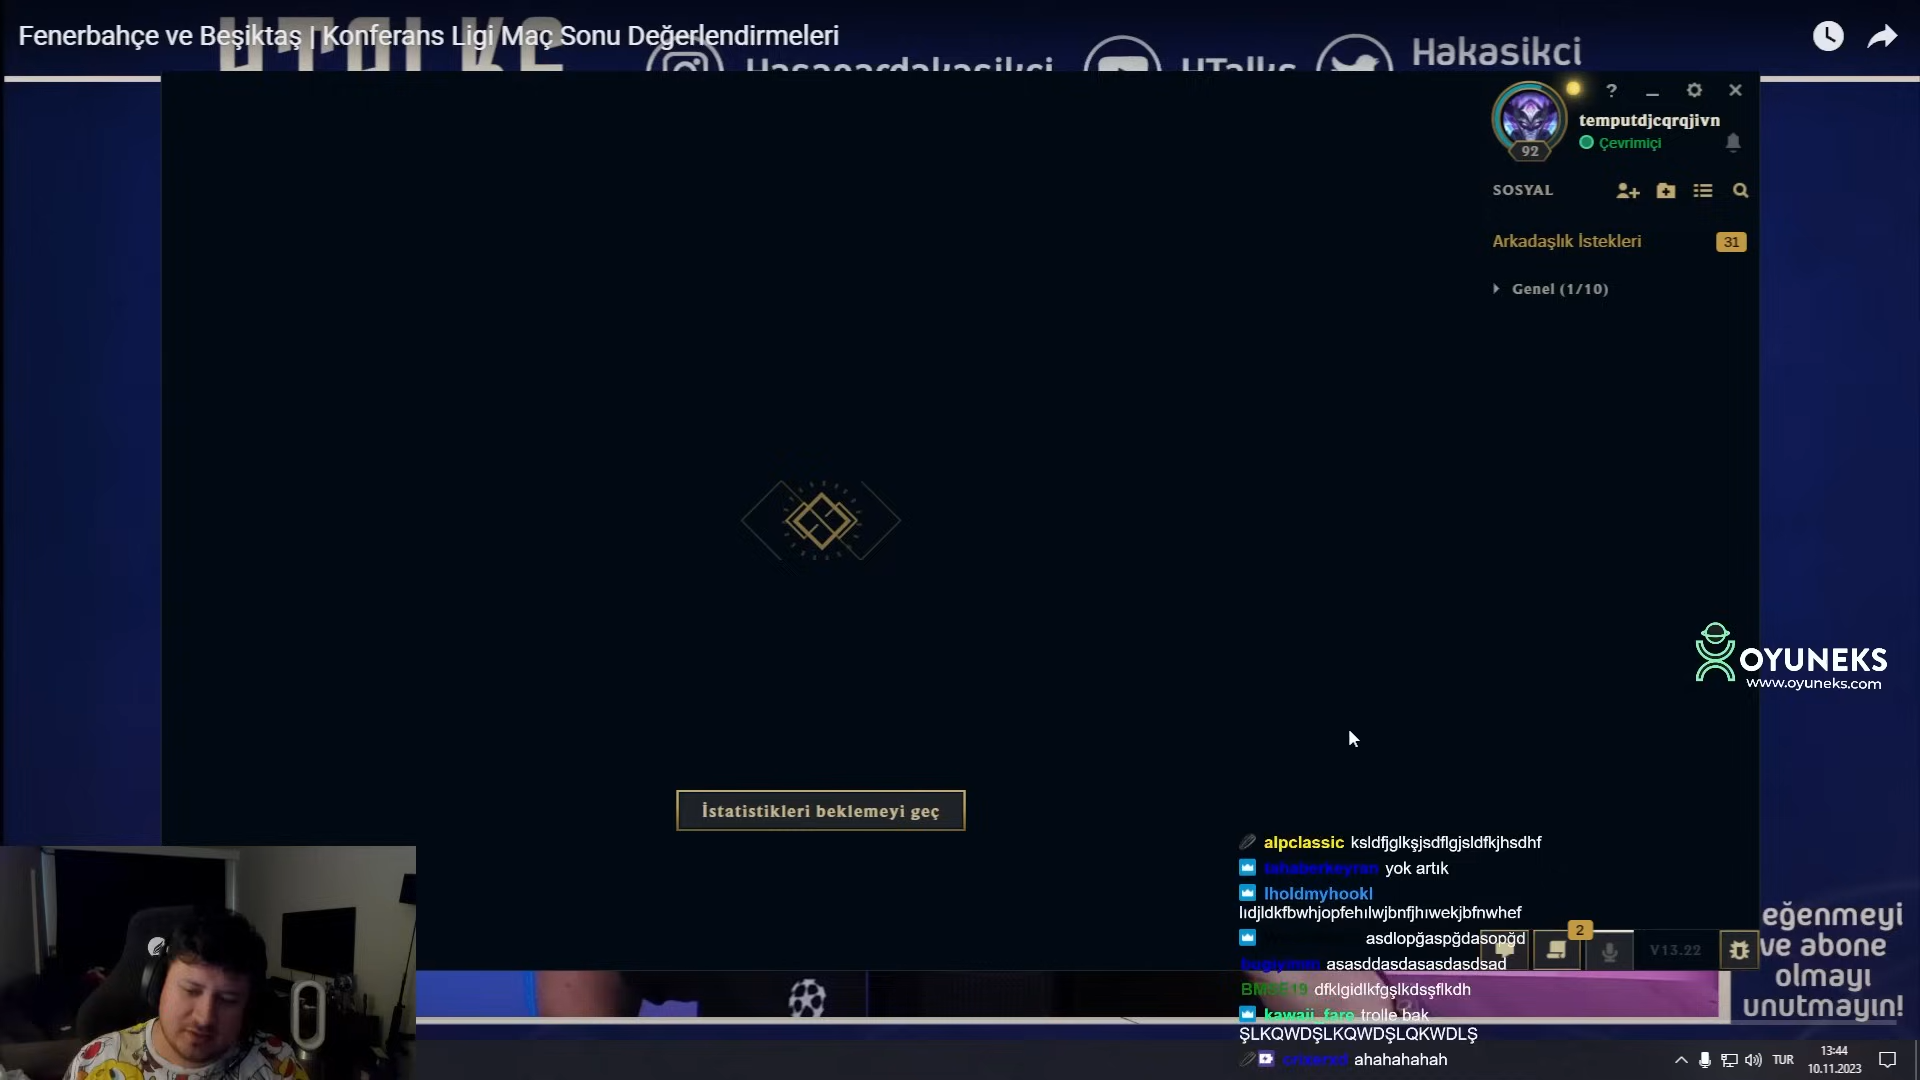 Fenerbahçe ve Beşiktaş | Konferans Ligi Maç Sonu Değerlendirmeleri
Hakasikci
temputdjcqrqjivn
92
Çevrimiçi
SOSYAL
Arkadaşlık İstekleri 31
Genel (1/10)
OYUNEKS
www.oyuneks.com
İstatistikleri beklemeyi geç
alpclassic ksldfjglkşjsdflgjsldfkjhsdhf
yok artık
lholdmyhookl
asdlopğaspğdasopğd
asasddasdasasdasdsad
BMSE19 dfklgidlkfgşlkdsşflkdh
kawaii_fare trolle bak
ŞLKQWDŞLKQWDŞLQKWDLŞ
ahahahahah
2
V13.22
eğenmeyi
ve abone
olmayı
unutmayın!
TUR
13:44
10.11.2023